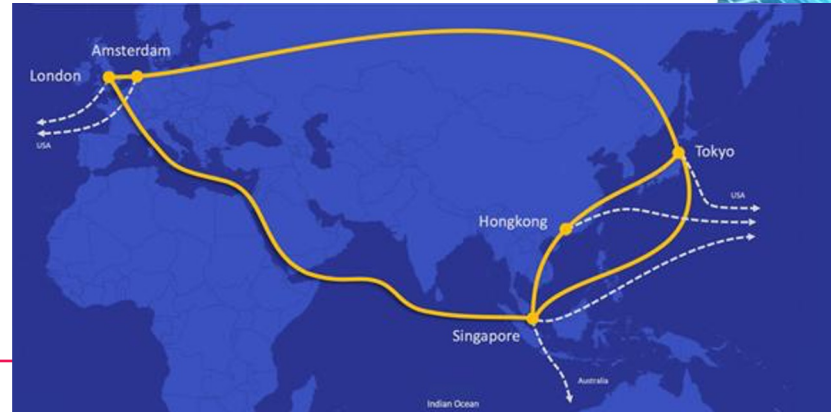 Amsterdam
London
USA
Tokyo
USA
Hongkong
Singapore
Australia
Indian Ocean